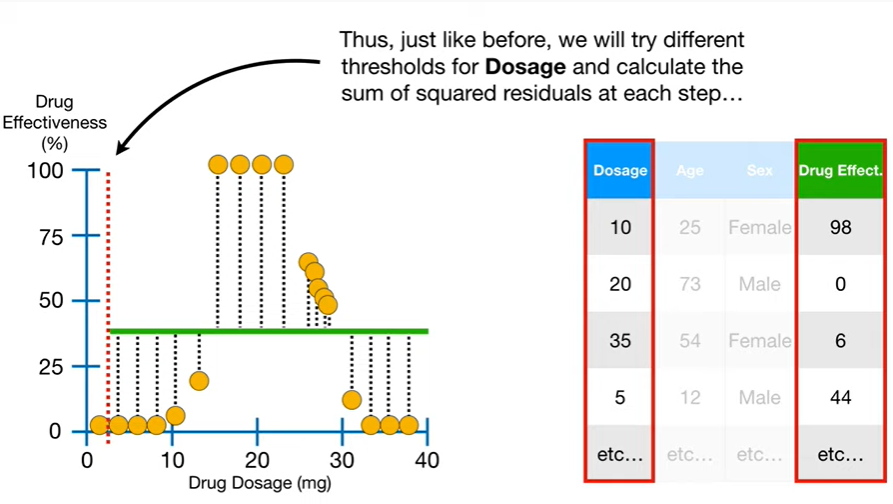 Thus, just like before, we will try different
thresholds for Dosage and calculate the
sum of squared residuals at each step…
Drug
Effectiveness
(%)
100
75
50
25
0
0 10 20 30 40
Drug Dosage (mg)
Dosage Age Sex Drug Effect.
10 25 Female 98
20 73 Male 0
35 54 Female 6
5 12 Male 44
etc… etc… etc… etc…